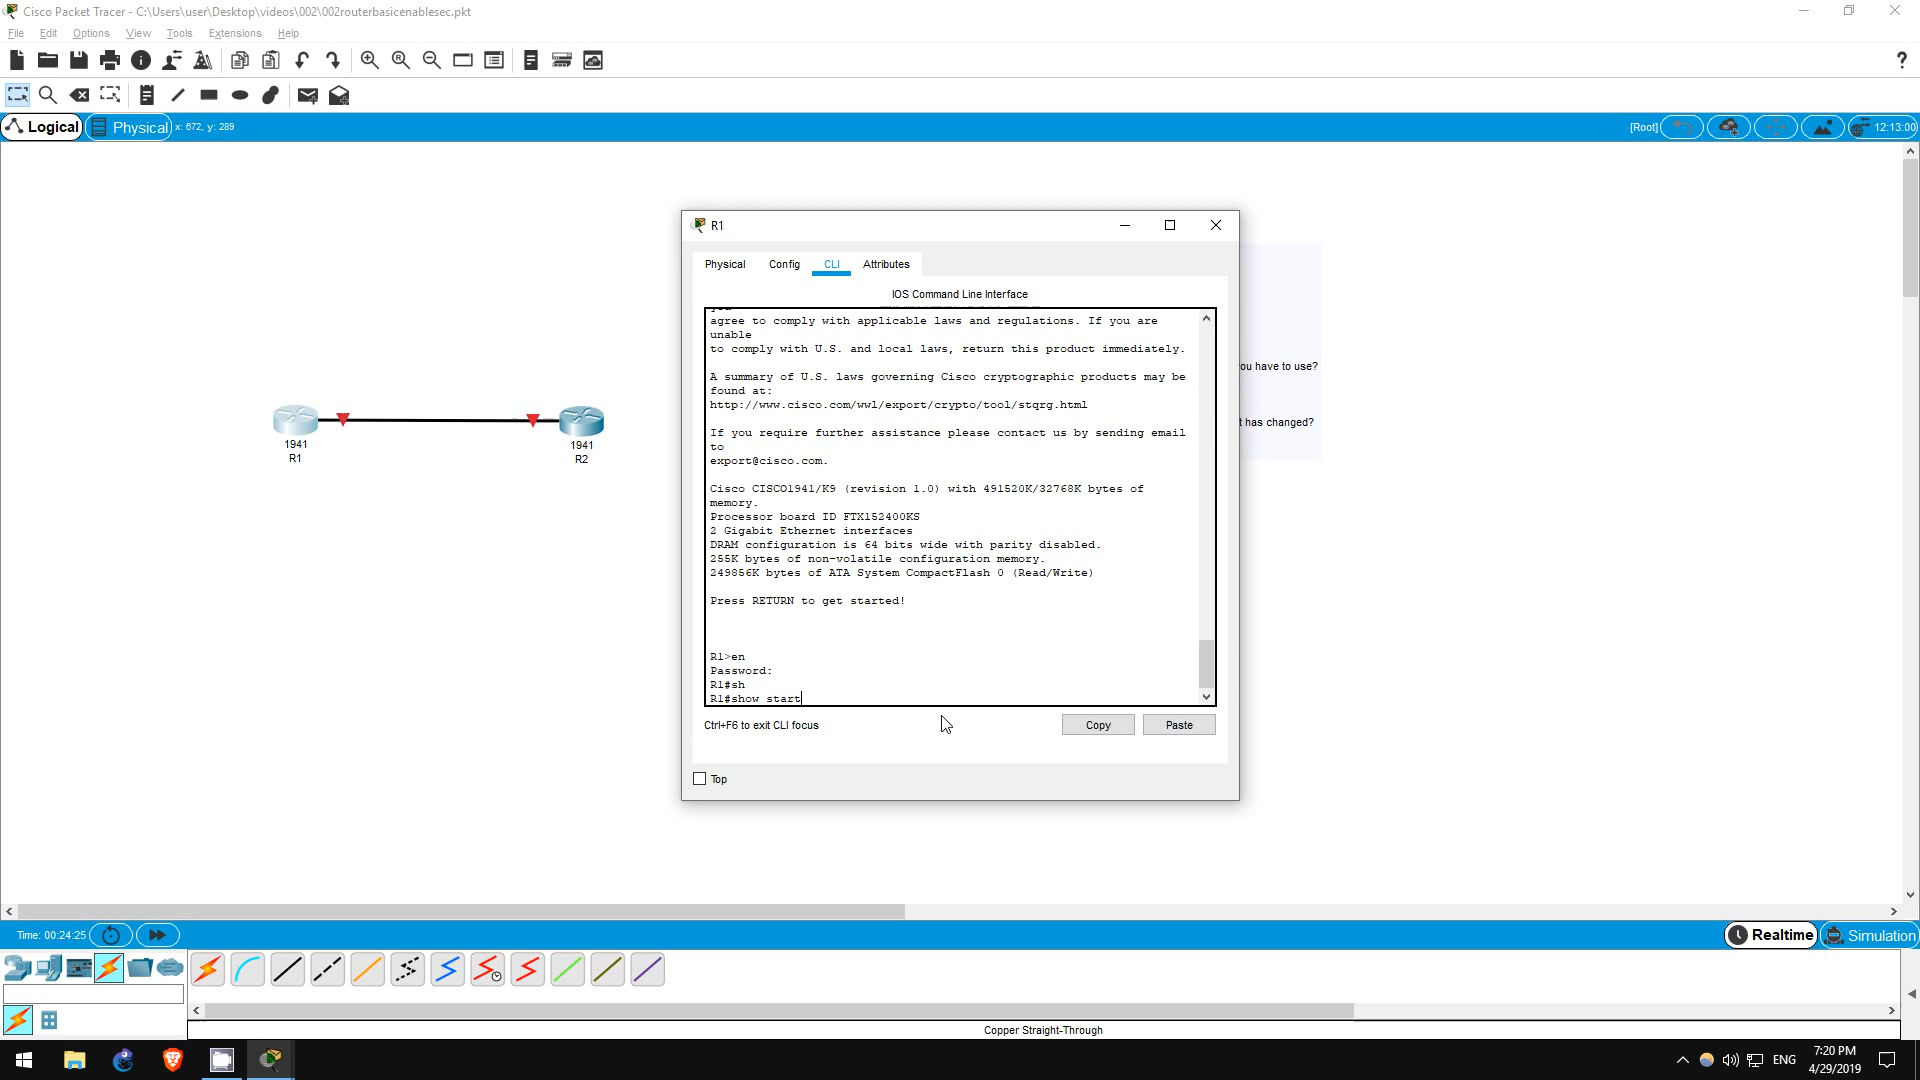 Cisco Packet Tracer - C:\Users\user\Desktop\videos\002\002routerbasicenablesec.pkt
File Edit Options View Tools Extensions Help
?
Logical Physical x: 672, y: 289 [Root] 12:13:00
R1
Physical Config CLI Attributes
IOS Command Line Interface
agree to comply with applicable laws and regulations. If you are
unable
to comply with U.S. and local laws, return this product immediately.
A summary of U.S. laws governing Cisco cryptographic products may be
found at:
http://www.cisco.com/wwl/export/crypto/tool/stqrg.html
If you require further assistance please contact us by sending email
to
export@cisco.com.
Cisco CISCO1941/K9 (revision 1.0) with 491520K/32768K bytes of
memory.
Processor board ID FTX152400KS
2 Gigabit Ethernet interfaces
DRAM configuration is 64 bits wide with parity disabled.
255K bytes of non-volatile configuration memory.
249856K bytes of ATA System CompactFlash 0 (Read/Write)
Press RETURN to get started!
R1>en
Password:
R1#sh
R1#show start
Ctrl+F6 to exit CLI focus
Copy Paste
Top
ou have to use?
t has changed?
1941
R1
1941
R2
Time: 00:24:25
Realtime Simulation
Copper Straight-Through
ENG
7:20 PM
4/29/2019